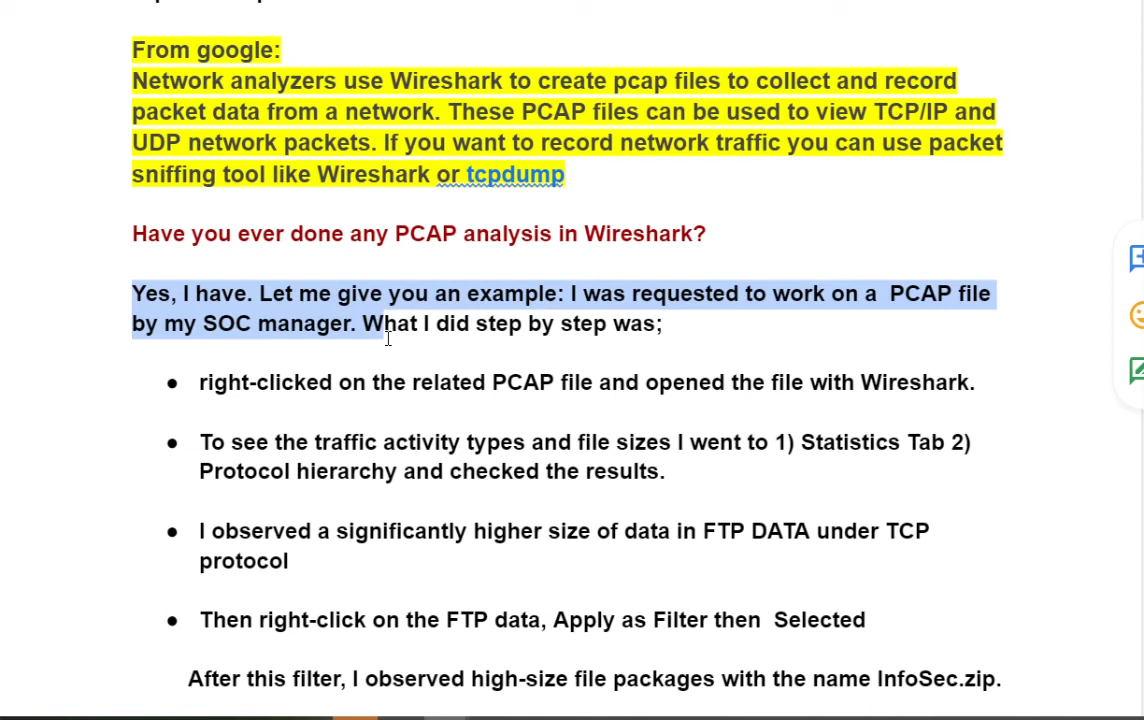 From google:
Network analyzers use Wireshark to create pcap files to collect and record
packet data from a network. These PCAP files can be used to view TCP/IP and
UDP network packets. If you want to record network traffic you can use packet
sniffing tool like Wireshark or tcpdump
Have you ever done any PCAP analysis in Wireshark?
Yes, I have. Let me give you an example: I was requested to work on a  PCAP file
by my SOC manager. What I did step by step was;
● right-clicked on the related PCAP file and opened the file with Wireshark.
● To see the traffic activity types and file sizes I went to 1) Statistics Tab 2)
Protocol hierarchy and checked the results.
● I observed a significantly higher size of data in FTP DATA under TCP
protocol
● Then right-click on the FTP data, Apply as Filter then  Selected
After this filter, I observed high-size file packages with the name InfoSec.zip.